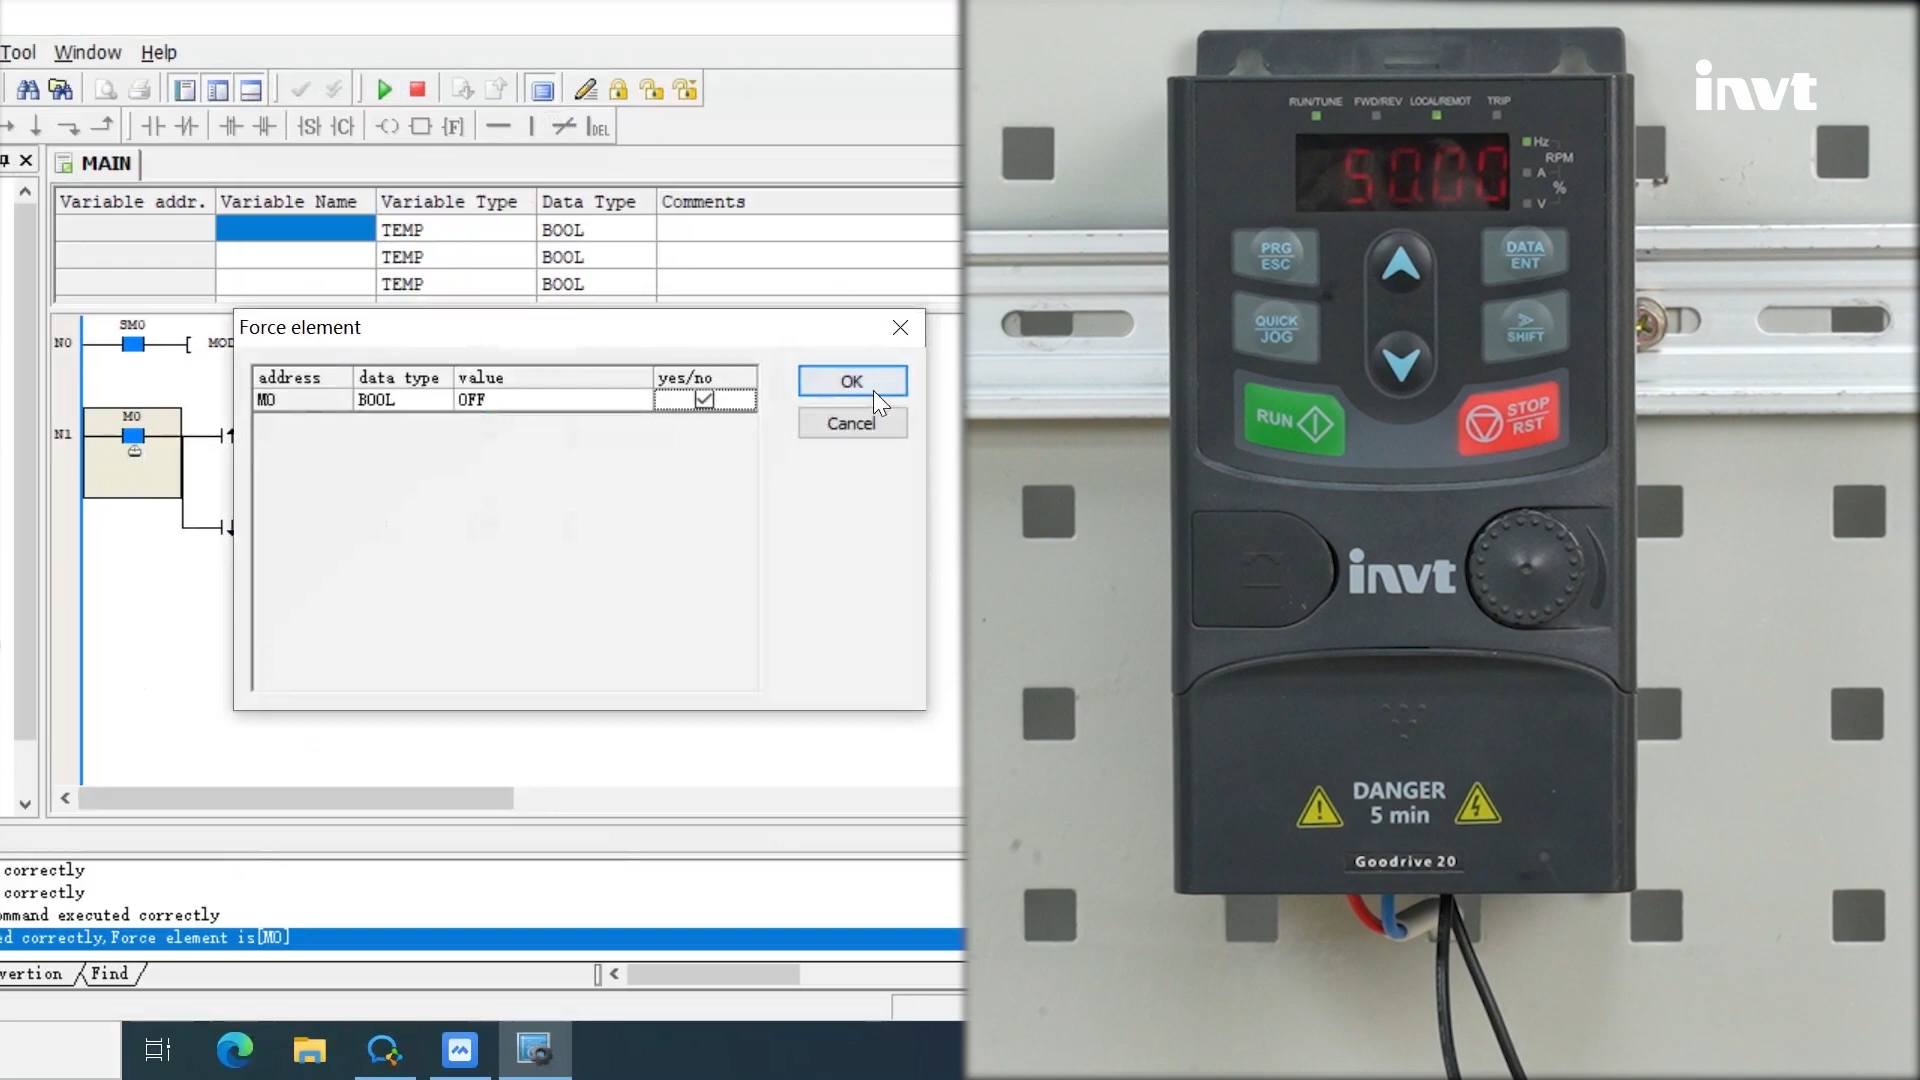 Tool Window Help
MAIN
Variable addr. Variable Name Variable Type Data Type Comments
TEMP BOOL
TEMP BOOL
TEMP BOOL
N0 SM0
N1 M0
Force element
address data type value yes/no
M0 BOOL OFF
OK
Cancel
correctly
correctly
ommand executed correctly
ed correctly,Force element is[M0]
vertion Find
invt
RUN/TUNE FWD/REV LOCAL/REMOT TRIP
50.00
Hz
RPM
A
%
V
PRG
ESC
DATA
ENT
QUICK
JOG
SHIFT
RUN
STOP
RST
invt
DANGER
5 min
Goodrive 20